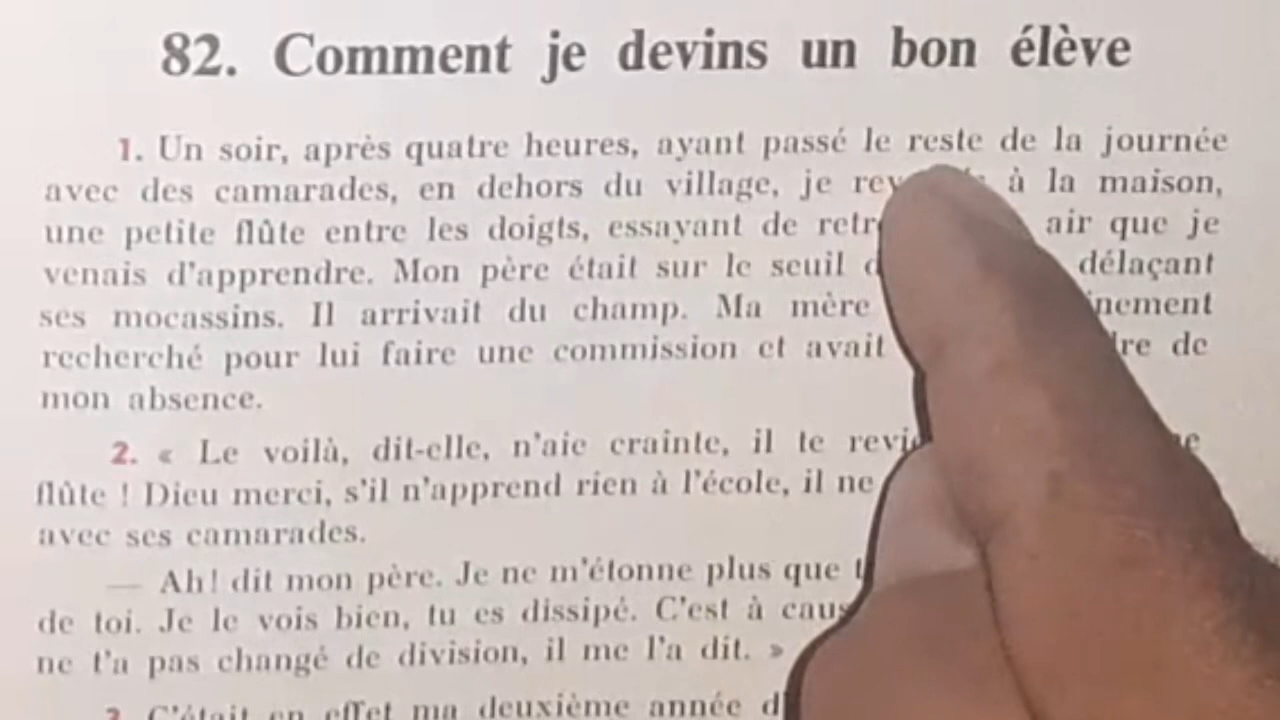 82. Comment je devins un bon élève
1. Un soir, après quatre heures, ayant passé le reste de la journée
avec des camarades, en dehors du village, je à la maison,
une petite flûte entre les doigts, essayant de air que je
venais d'apprendre. Mon père était sur le seuil délaçant
ses mocassins. Il arrivait du champ. Ma mère
recherché pour lui faire une commission et avait de
mon absence.
2. « Le voilà, dit-elle, n'aie crainte, il te
flûte ! Dieu merci, s'il n'apprend rien à l'école, il ne
avec ses camarades.
— Ah! dit mon père. Je ne m'étonne plus que
de toi. Je le vois bien, tu es dissipé. C'est à
ne t'a pas changé de division, il me l'a dit. »
C'était en effet ma deuxième année